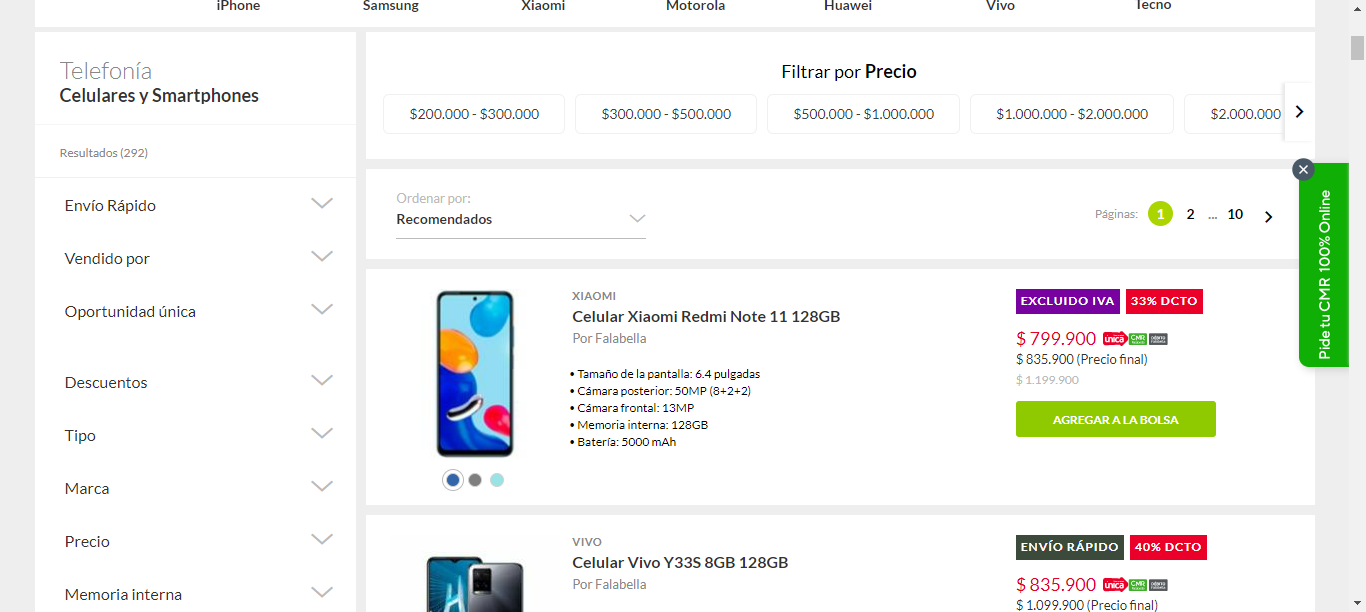 iPhone
Samsung
Xiaomi
Motorola
Huawei
Vivo
Tecno
Telefonía
Celulares y Smartphones
Resultados (292)
Envío Rápido
Vendido por
Oportunidad única
Descuentos
Tipo
Marca
Precio
Memoria interna
Filtrar por Precio
$200.000 - $300.000
$300.000 - $500.000
$500.000 - $1.000.000
$1.000.000 - $2.000.000
$2.000.000
Ordenar por:
Recomendados
Páginas: 1 2 ... 10
XIAOMI
Celular Xiaomi Redmi Note 11 128GB
Por Falabella
• Tamaño de la pantalla: 6.4 pulgadas
• Cámara posterior: 50MP (8+2+2)
• Cámara frontal: 13MP
• Memoria interna: 128GB
• Batería: 5000 mAh
EXCLUIDO IVA 33% DCTO
$ 799.900 única CMR
$ 835.900 (Precio final)
$ 1.199.900
AGREGAR A LA BOLSA
VIVO
Celular Vivo Y33S 8GB 128GB
Por Falabella
ENVÍO RÁPIDO 40% DCTO
$ 835.900 única CMR
$ 1.099.900 (Precio final)
Pide tu CMR 100% Online